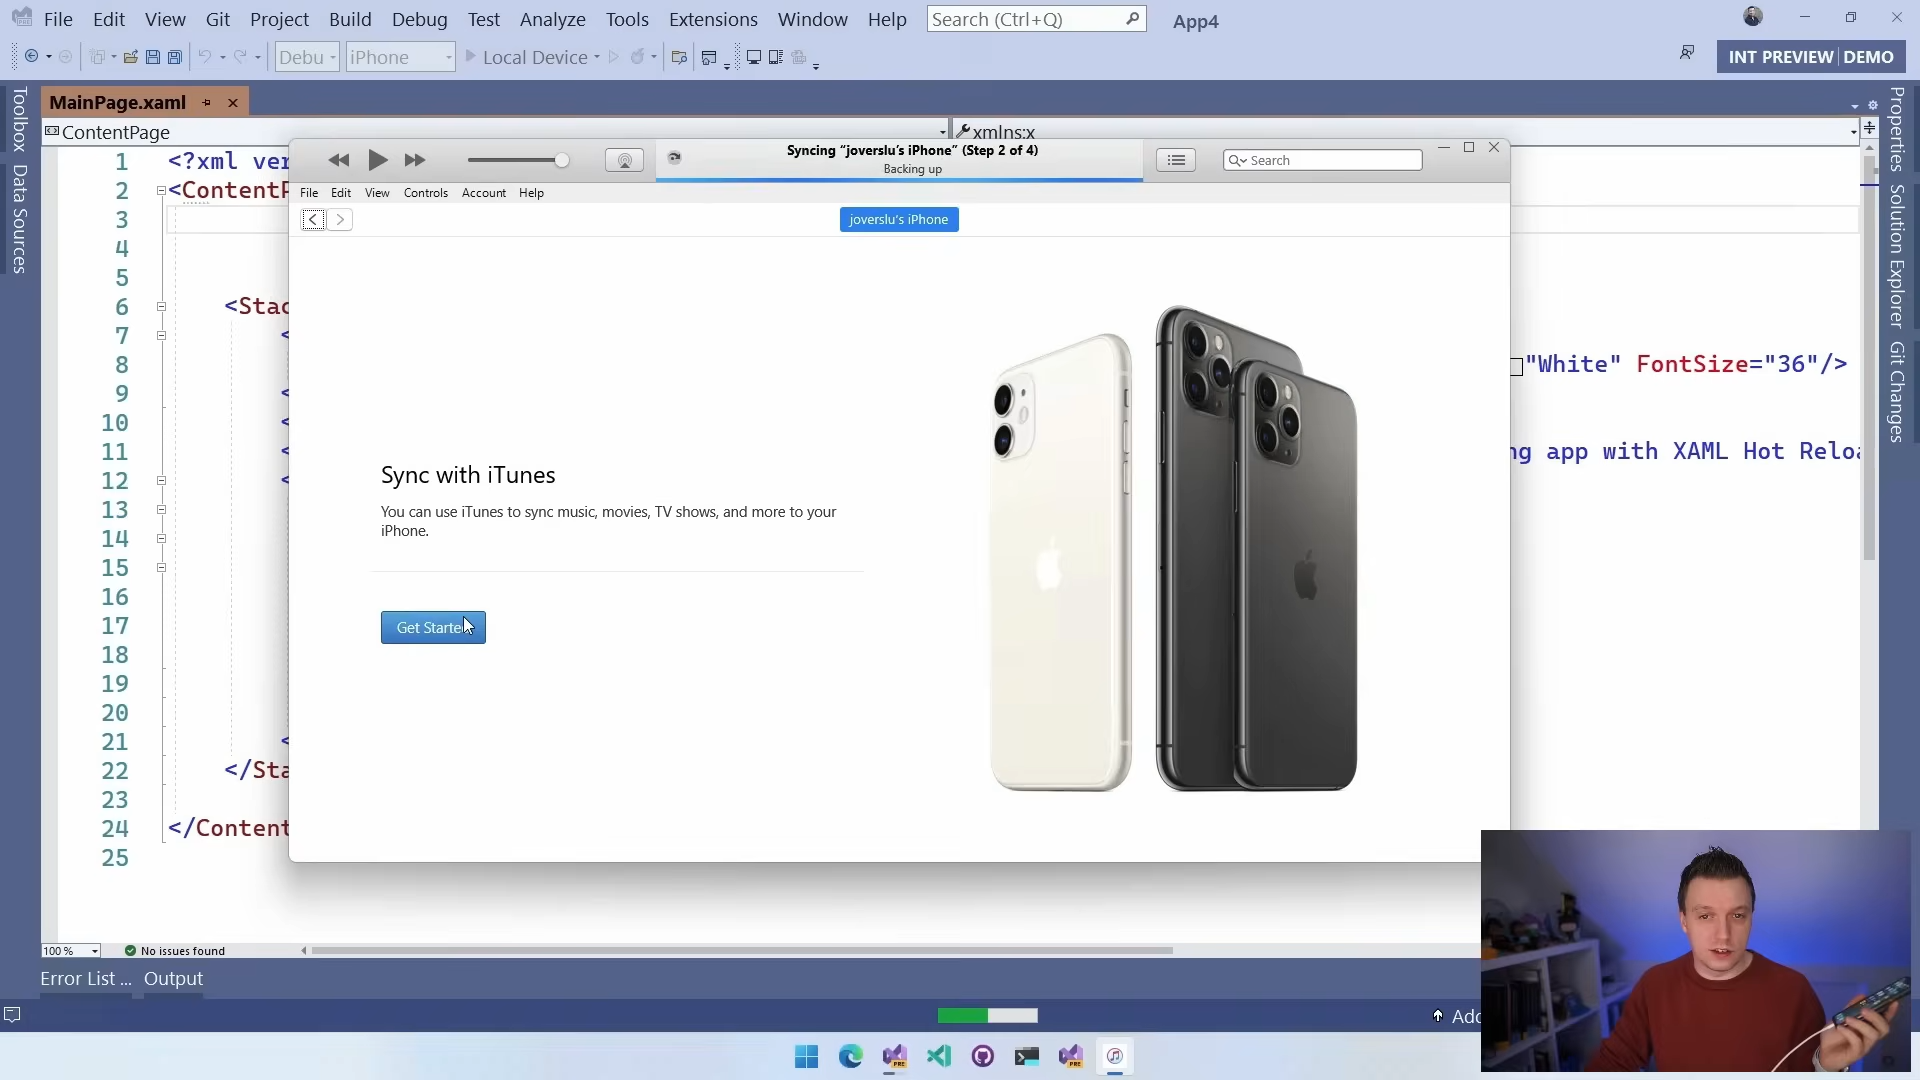 File Edit View Git Project Build Debug Test Analyze Tools Extensions Window Help Search (Ctrl+Q) App4
Debu iPhone Local Device INT PREVIEW DEMO
Toolbox
Data Sources
MainPage.xaml
ContentPage xmlns:x
Syncing “joverslu’s iPhone” (Step 2 of 4)
Backing up
Search
File Edit View Controls Account Help
joverslu’s iPhone
Sync with iTunes
You can use iTunes to sync music, movies, TV shows, and more to your
iPhone.
Get Started
1 <?xml ver
2 <ContentP
3
4
5
6 <Stac
7 <
8 "White" FontSize="36"/>
9 <
10 <
11 < ng app with XAML Hot Reloa
12 <
13
14
15
16
17
18
19
20
21 <
22 </Sta
23
24 </Content
25
Properties
Solution Explorer
Git Changes
100 % No issues found
Error List ... Output
Add
PRE
PRE